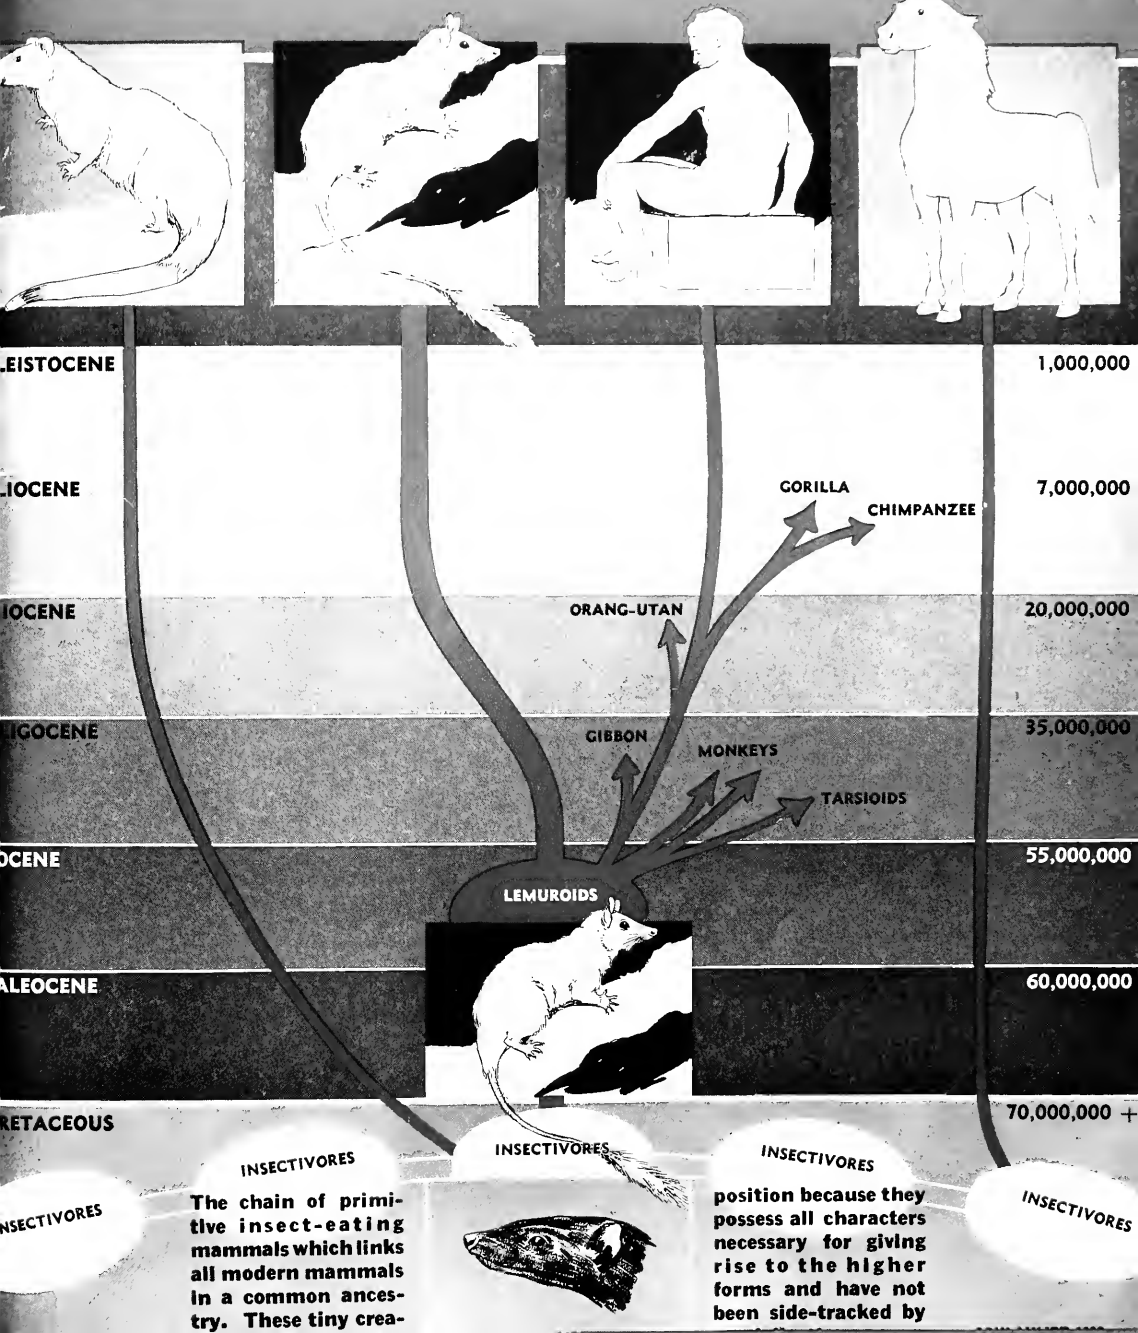 LEISTOCENE
1,000,000
LIOCENE
7,000,000
GORILLA
CHIMPANZEE
IOCENE
ORANG-UTAN
20,000,000
LIGOCENE
35,000,000
GIBBON
MONKEYS
TARSIOIDS
OCENE
55,000,000
LEMUROIDS
ALEOCENE
60,000,000
RETACEOUS
70,000,000 +
INSECTIVORES
INSECTIVORES
INSECTIVORES
INSECTIVORES
NSECTIVORES
The chain of primi-
tive insect-eating
mammals which links
all modern mammals
in a common ances-
try. These tiny crea-
position because they
possess all characters
necessary for giving
rise to the higher
forms and have not
been side-tracked by